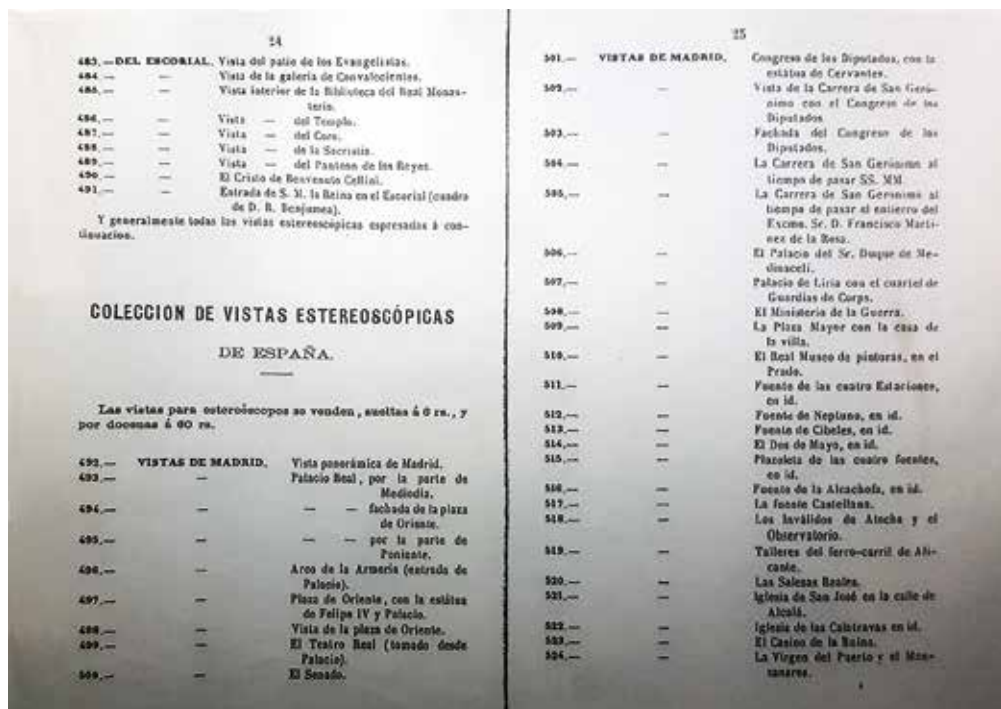 24
483.—DEL ESCORIAL. Vista del patio de los Evangelistas.
484.— — Vista de la galería de Convalecientes.
485.— — Vista interior de la Biblioteca del Real Monas-
terio.
486.— — Vista — del Templo.
487.— — Vista — del Coro.
488.— — Vista — de la Sacristía.
489.— — Vista — del Panteon de los Reyes.
490.— — El Cristo de Benvenuto Cellini.
491.— — Entrada de S. M. la Reina en el Escorial (cuadro
de D. R. Benjumea).
Y generalmente todas las vistas estereoscópicas espresadas á con-
tinuacion.
COLECCION DE VISTAS ESTEREOSCÓPICAS
DE ESPAÑA.
Las vistas para estereóscopos se venden, sueltas á 6 rs., y
por docenas á 60 rs.
492.— VISTAS DE MADRID. Vista panorámica de Madrid.
493.— — Palacio Real, por la parte de
Mediodia.
494.— — — — fachada de la plaza
de Oriente.
495.— — — — por la parte de
Poniente.
496.— — Arco de la Armería (entrada de
Palacio).
497.— — Plaza de Oriente, con la estátua
de Felipe IV y Palacio.
498.— — Vista de la plaza de Oriente.
499.— — El Teatro Real (tomado desde
Palacio).
500.— — El Senado.
25
501.— VISTAS DE MADRID. Congreso de los Diputados, con la
estátua de Cervantes.
502.— — Vista de la Carrera de San Geró-
nimo con el Congreso de los
Diputados.
503.— — Fachada del Congreso de los
Diputados.
504.— — La Carrera de San Gerónimo al
tiempo de pasar SS. MM.
505.— — La Carrera de San Gerónimo al
tiempo de pasar el entierro del
Excmo. Sr. D. Francisco Marti-
nez de la Rosa.
506.— — El Palacio del Sr. Duque de Me-
dinaceli.
507.— — Palacio de Liria con el cuartel de
Guardias de Corps.
508.— — El Ministerio de la Guerra.
509.— — La Plaza Mayor con la casa de
la villa.
510.— — El Real Museo de pinturas, en el
Prado.
511.— — Fuente de las cuatro Estaciones,
en id.
512.— — Fuente de Neptuno, en id.
513.— — Fuente de Cibeles, en id.
514.— — El Dos de Mayo, en id.
515.— — Plazoleta de las cuatro fuentes,
en id.
516.— — Fuente de la Alcachofa, en id.
517.— — La fuente Castellana.
518.— — Los Inválidos de Atocha y el
Observatorio.
519.— — Talleres del ferro-carril de Ali-
cante.
520.— — Las Salesas Reales.
521.— — Iglesia de San José en la calle de
Alcalá.
522.— — Iglesia de las Calatravas en id.
523.— — El Casino de la Reina.
524.— — La Virgen del Puerto y el Man-
zanares.